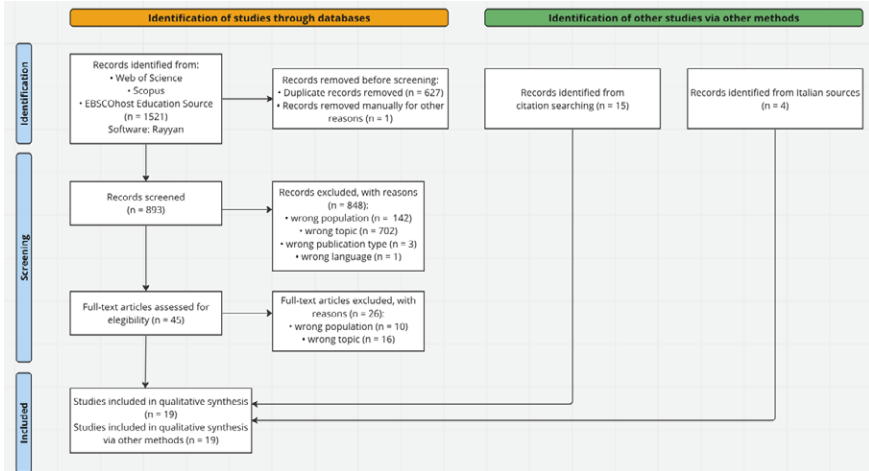 Identification of studies through databases
Identification of other studies via other methods
Identification
Records identified from:
• Web of Science
• Scopus
• EBSCOhost Education Source
(n = 1521)
Software: Rayyan
Records removed before screening:
• Duplicate records removed (n = 627)
• Records removed manually for other
reasons (n = 1)
Records identified from
citation searching (n = 15)
Records identified from Italian sources
(n = 4)
Screening
Records screened
(n = 893)
Records excluded, with reasons
(n = 848):
• wrong population (n = 142)
• wrong topic (n = 702)
• wrong publication type (n = 3)
• wrong language (n = 1)
Full-text articles assessed for
elegibility (n = 45)
Full-text articles excluded, with
reasons (n = 26):
• wrong population (n = 10)
• wrong topic (n = 16)
Included
Studies included in qualitative synthesis
(n = 19)
Studies included in qualitative synthesis
via other methods (n = 19)